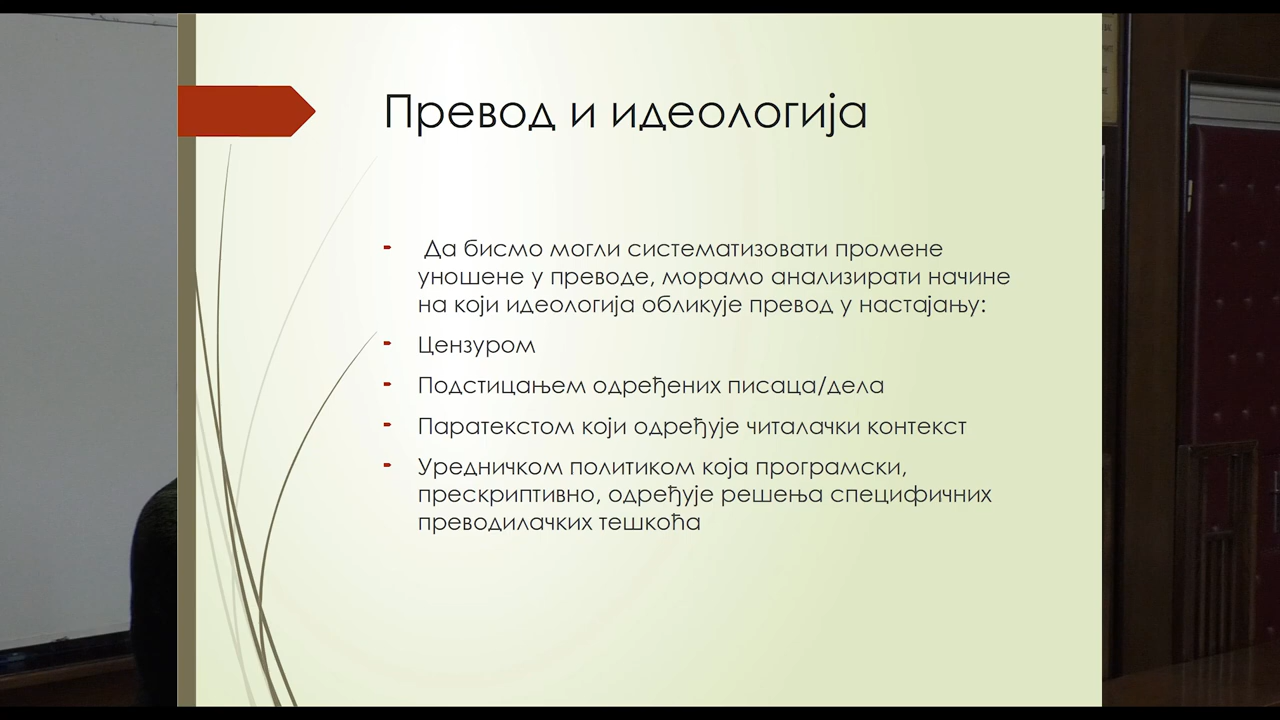 Превод и идеологија
Да бисмо могли систематизовати промене
уношене у преводе, морамо анализирати начине
на који идеологија обликује превод у настајању:
Цензуром
Подстицањем одређених писаца/дела
Паратекстом који одређује читалачки контекст
Уредничком политиком која програмски,
прескриптивно, одређује решења специфичних
преводилачких тешкоћа